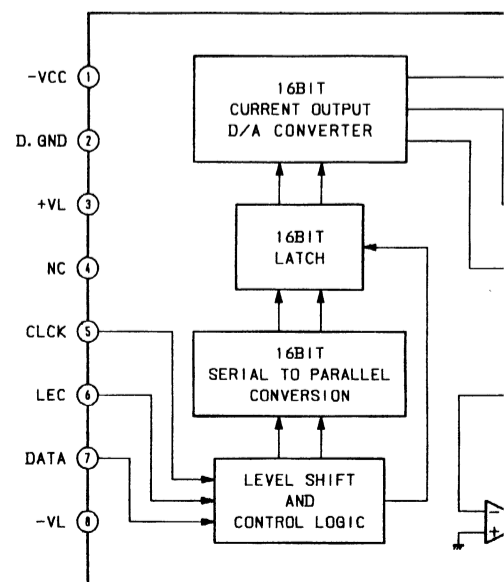 -VCC 1
D.GND 2
+VL 3
NC 4
CLCK 5
LEC 6
DATA 7
-VL 8
16BIT
CURRENT OUTPUT
D/A CONVERTER
16BIT
LATCH
16BIT
SERIAL TO PARALLEL
CONVERSION
LEVEL SHIFT
AND
CONTROL LOGIC
-
+